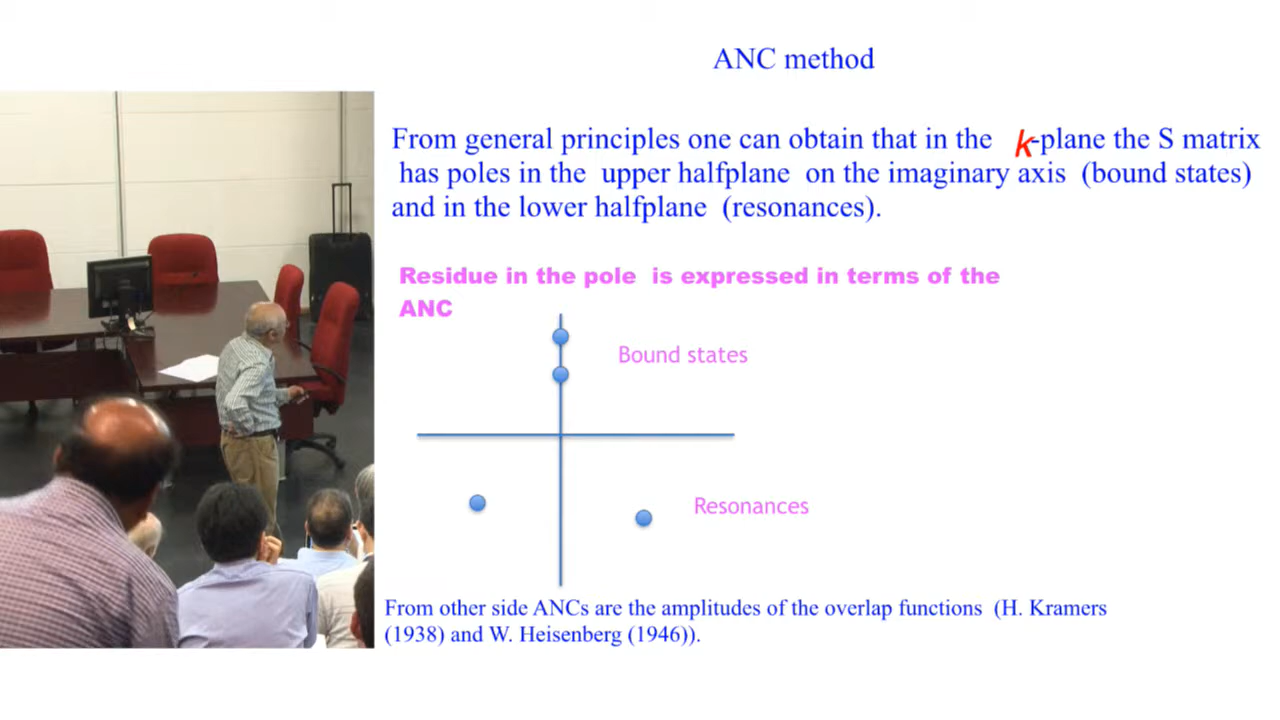 ANC method
From general principles one can obtain that in the k-plane the S matrix
has poles in the upper halfplane on the imaginary axis (bound states)
and in the lower halfplane (resonances).
Residue in the pole is expressed in terms of the
ANC
Bound states
Resonances
From other side ANCs are the amplitudes of the overlap functions (H. Kramers
(1938) and W. Heisenberg (1946)).